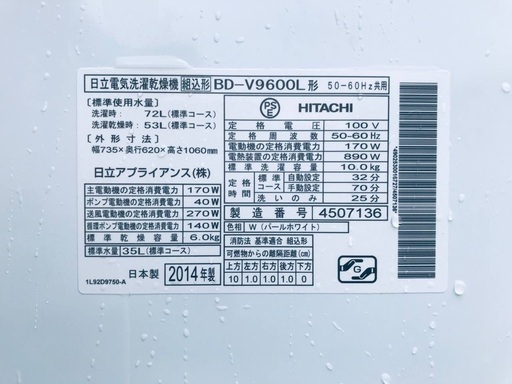 日立電気洗濯乾燥機 組込形 BD-V9600L形 50-60Hz共用
[標準使用水量]
洗濯時: 72L(標準コース)
洗濯乾燥時: 53L(標準コース)
[外形寸法]
幅735×奥行620×高さ1060mm
日立アプライアンス(株)
主電動機の定格消費電力 170W
ポンプ電動機の定格消費電力 40W
送風電動機の定格消費電力 270W
循環ポンプ電動機の定格消費電力 140W
標準乾燥容量 6.0kg
標準水量 35L(標準コース)
日本製 2014年製
1L92D9750-A
PS E HITACHI
定格電圧 100V
定格周波数 50-60Hz
電動機の定格消費電力 170W
電熱装置の定格消費電力 890W
標準洗濯容量 10.0kg
定格時間 標準自動設定 32分
標準コース手動設定 70分
洗いのみ 25分
製造番号 4507136
色相 W(パールホワイト)
消防法 基準適合 組込形
可燃物からの離隔距離(cm)
上方 左方 右方 前方 後方 下方
10 1.0 1.0 0 1.0 0
G